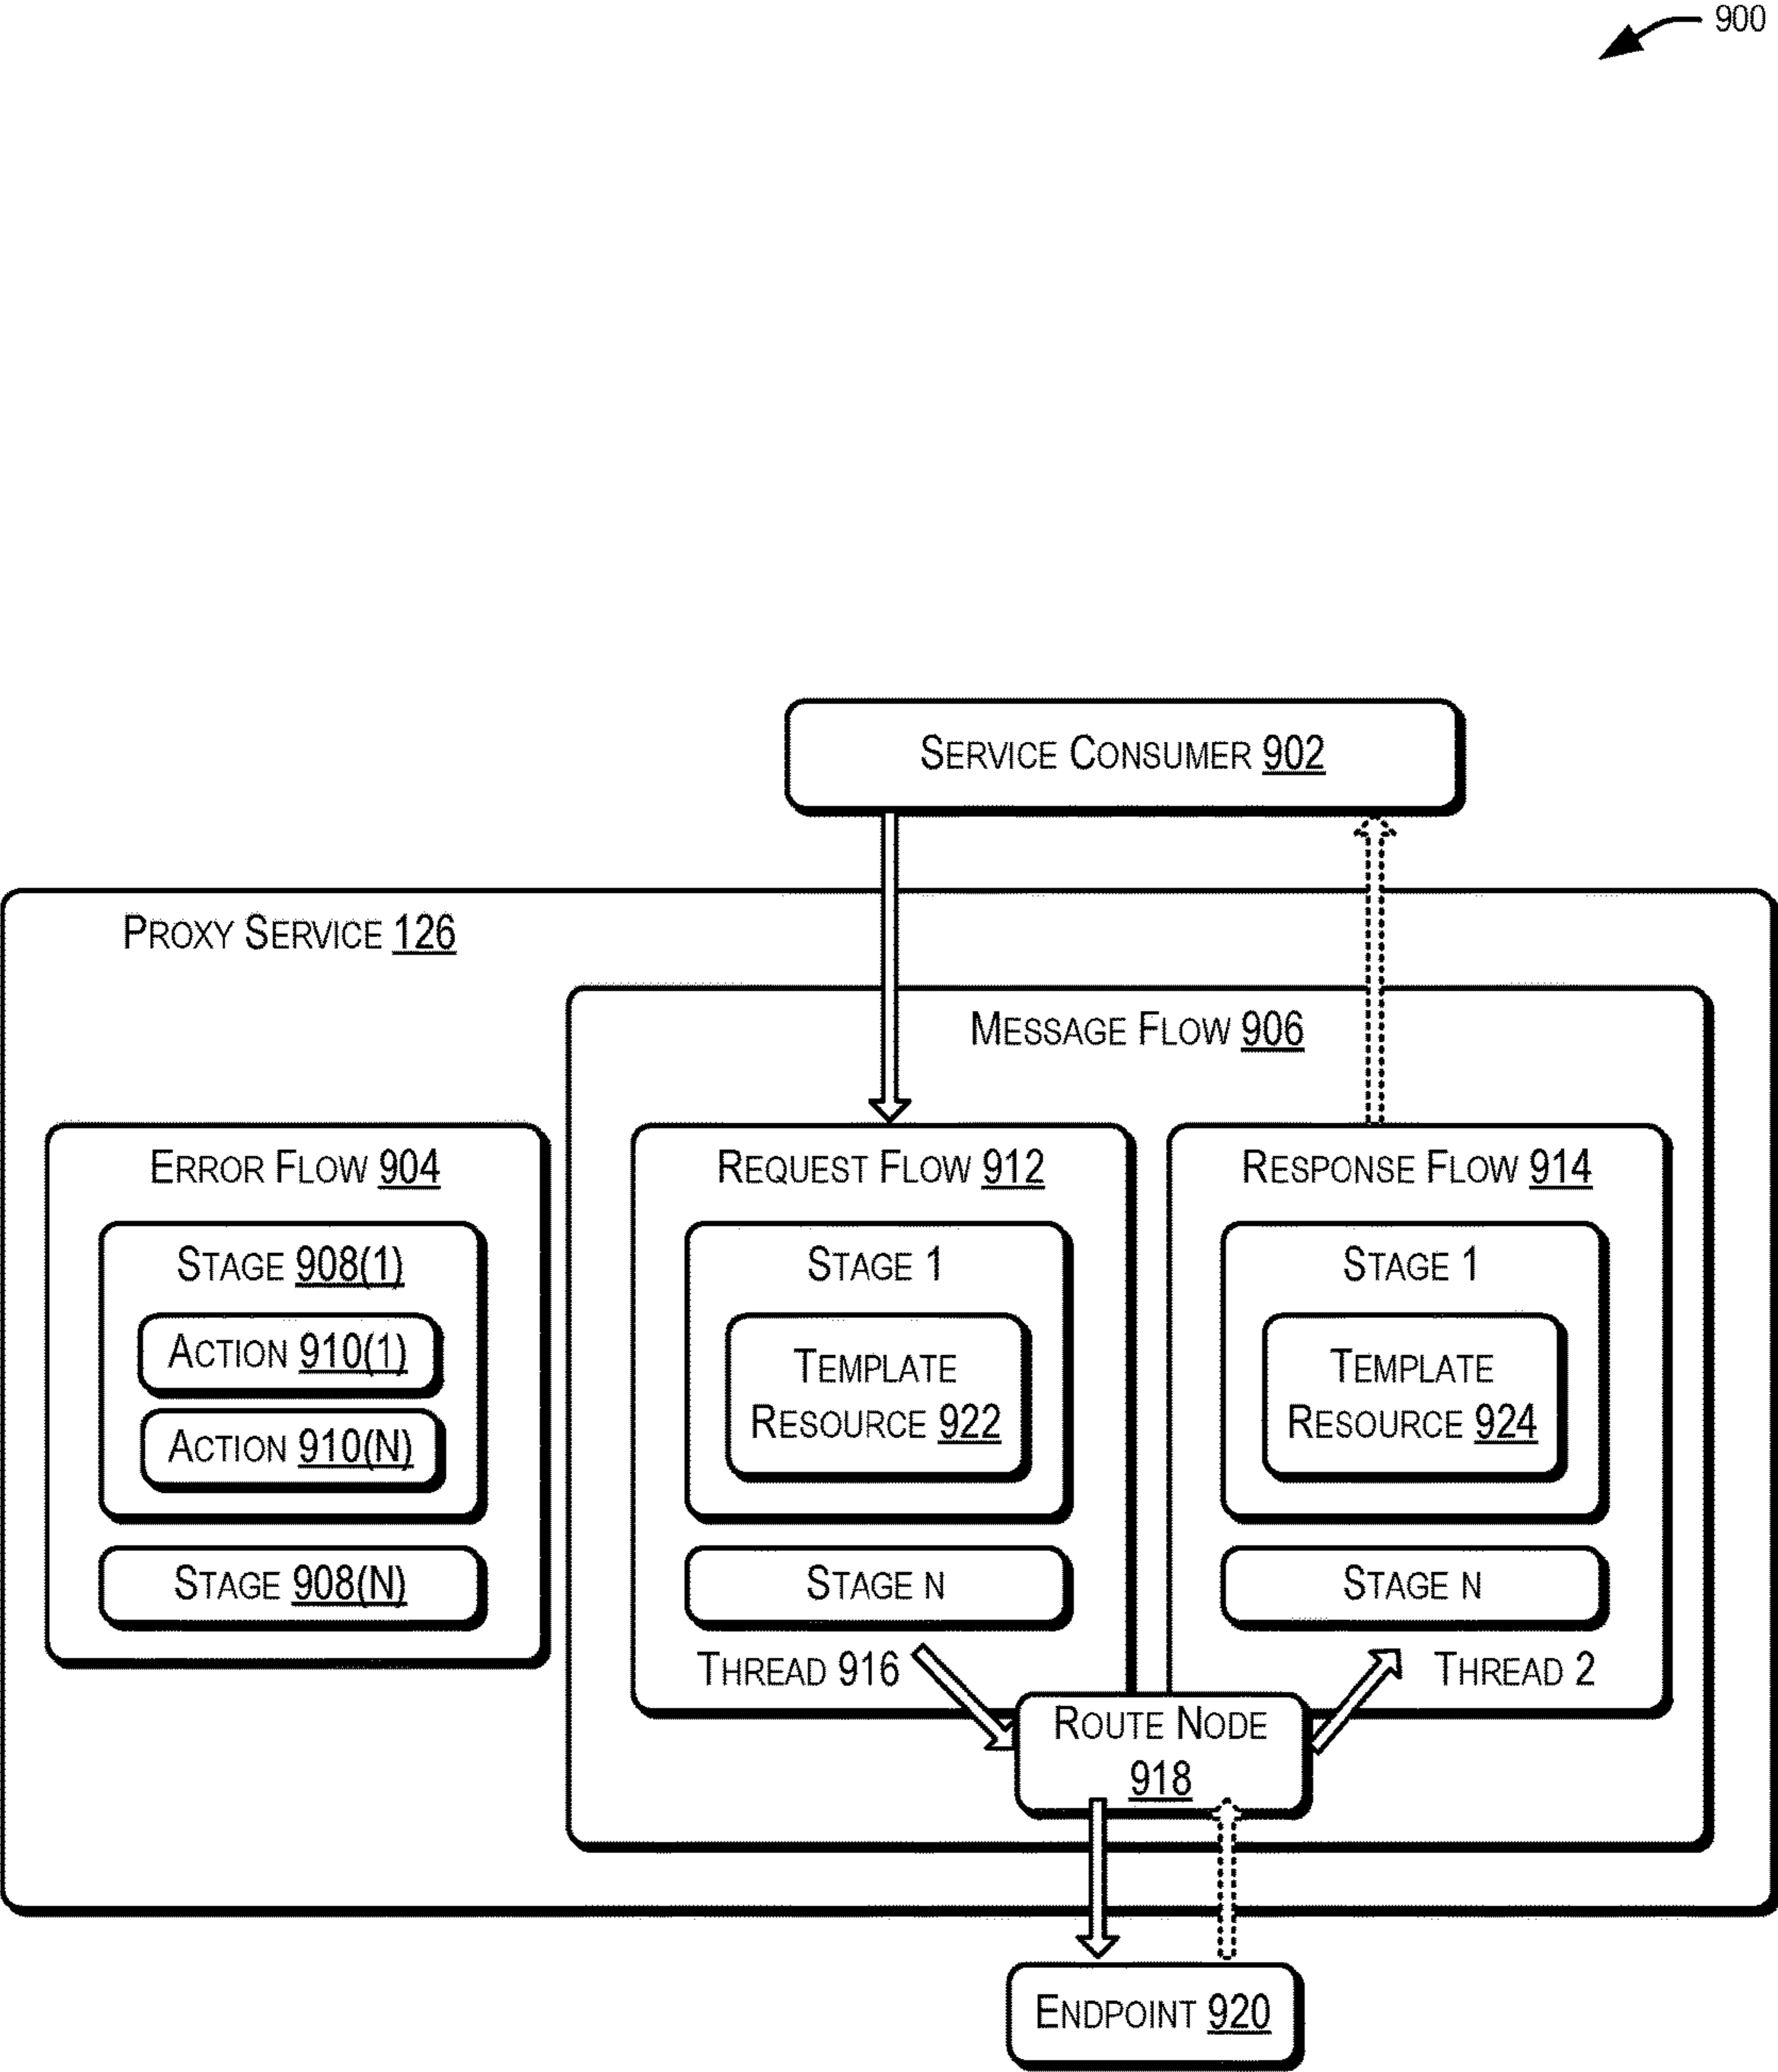 900
SERVICE CONSUMER 902
PROXY SERVICE 126
MESSAGE FLOW 906
ERROR FLOW 904
STAGE 908(1)
ACTION 910(1)
ACTION 910(N)
STAGE 908(N)
REQUEST FLOW 912
STAGE 1
TEMPLATE
RESOURCE 922
STAGE N
THREAD 916
RESPONSE FLOW 914
STAGE 1
TEMPLATE
RESOURCE 924
STAGE N
THREAD 2
ROUTE NODE
918
ENDPOINT 920